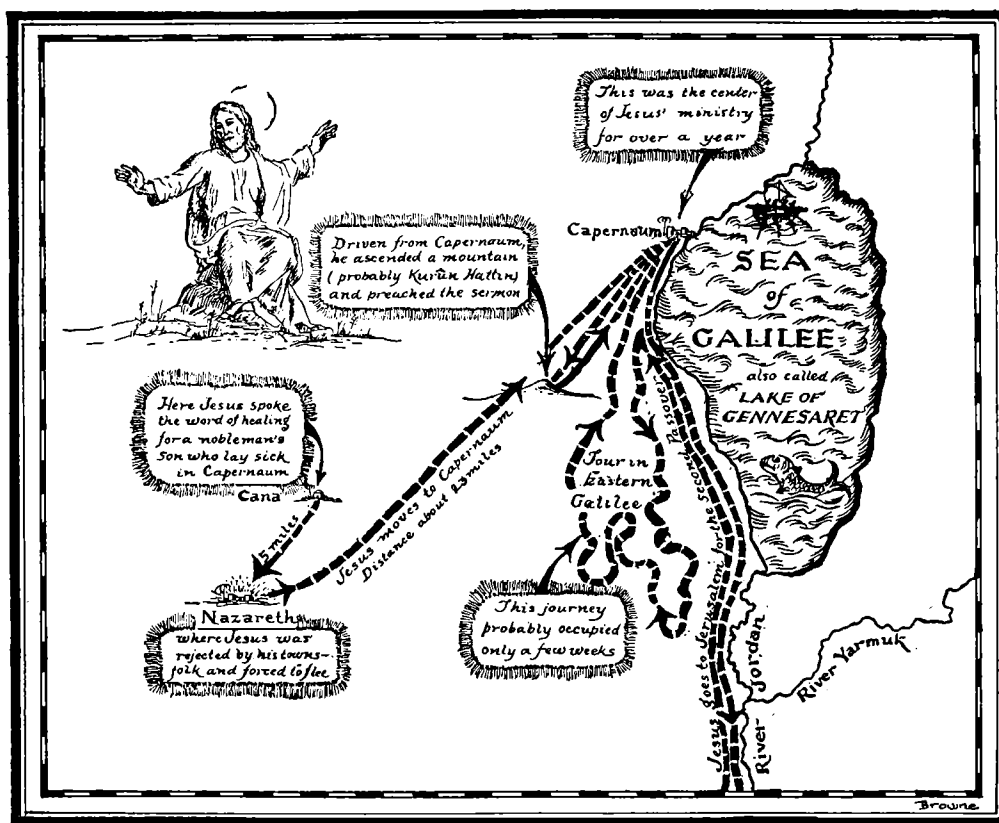 This was the center
of Jesus' ministry
for over a year
Capernaum
Driven from Capernaum,
he ascended a mountain
(probably Kurûn Hattin)
and preached the sermon
SEA
of
GALILEE
also called
LAKE OF
GENNESARET
Here Jesus spoke
the word of healing
for a nobleman's
son who lay sick
in Capernaum
Cana
5 miles
Jesus moves to Capernaum
Distance about 23 miles
Tour in
Eastern
Galilee
Jesus goes to Jerusalem for the second Passover
Nazareth
where Jesus was
rejected by his towns-
folk and forced to flee
This journey
probably occupied
only a few weeks
River Jordan
River Yarmuk
Browne